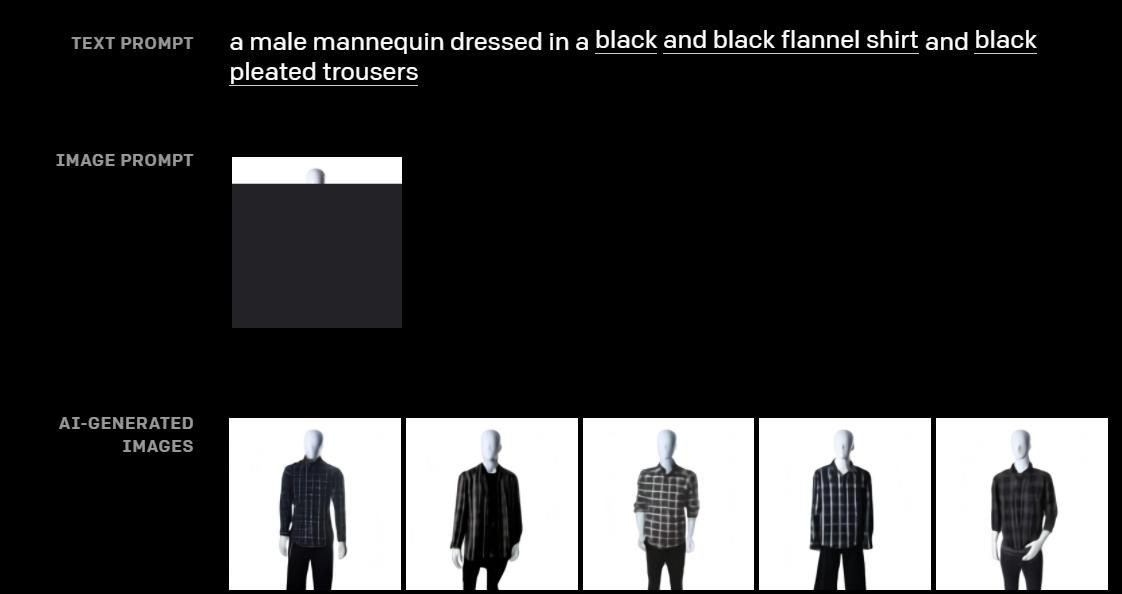 TEXT PROMPT
a male mannequin dressed in a black and black flannel shirt and black
pleated trousers
IMAGE PROMPT
AI-GENERATED
IMAGES